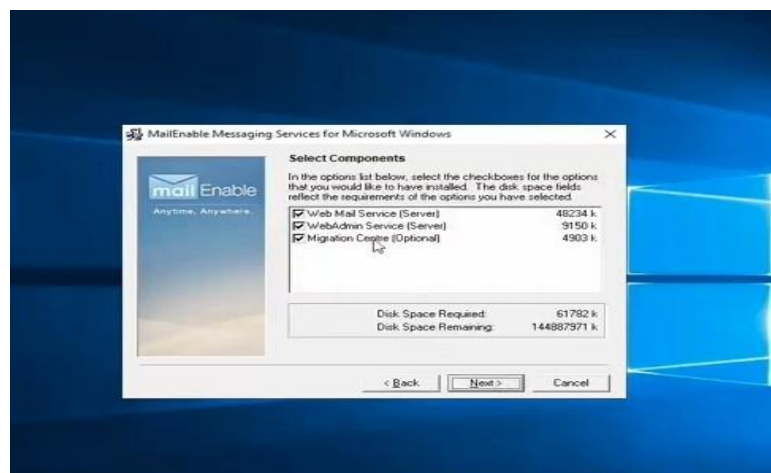 MailEnable Messaging Services for Microsoft Windows
mail Enable
Anytime, Anywhere.
Select Components
In the options list below, select the checkboxes for the options
that you would like to have installed. The disk space fields
reflect the requirements of the options you have selected.
Web Mail Service (Server) 48234 k
WebAdmin Service (Server) 9150 k
Migration Centre (Optional) 4903 k
Disk Space Required: 61782 k
Disk Space Remaining: 144887971 k
< Back Next > Cancel